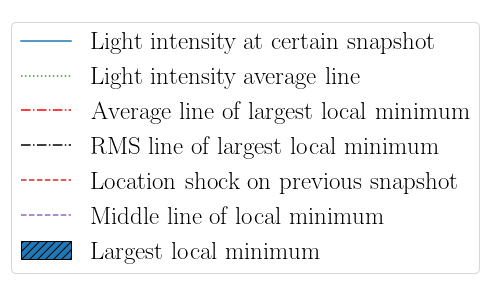 Light intensity at certain snapshot
Light intensity average line
Average line of largest local minimum
RMS line of largest local minimum
Location shock on previous snapshot
Middle line of local minimum
Largest local minimum